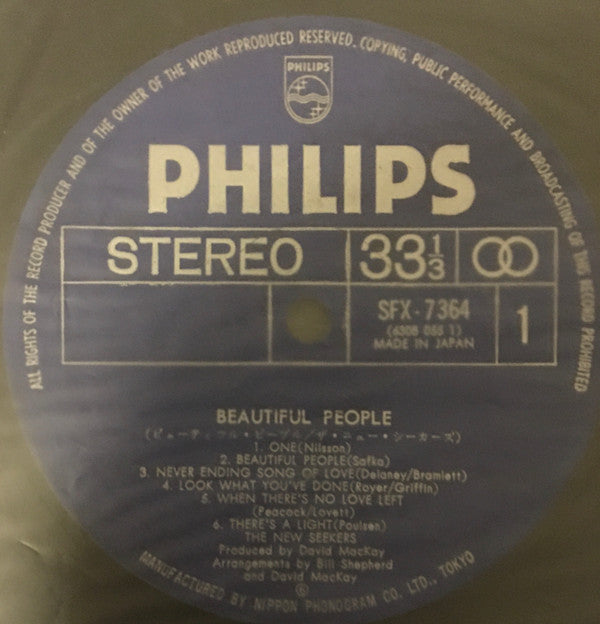 ALL RIGHTS OF THE RECORD PRODUCER AND OF THE OWNER OF THE WORK REPRODUCED RESERVED. COPYING, PUBLIC PERFORMANCE AND BROADCASTING OF THIS RECORD PROHIBITED
PHILIPS
PHILIPS
STEREO
33 1/3
SFX-7364
(6308 055 1)
MADE IN JAPAN
1
BEAUTIFUL PEOPLE
(ビューティフル・ピープル/ザ・ニュー・シーカーズ)
1. ONE(Nilsson)
2. BEAUTIFUL PEOPLE(Safka)
3. NEVER ENDING SONG OF LOVE(Delaney/Bramlett)
4. LOOK WHAT YOU'VE DONE(Royer/Griffin)
5. WHEN THERE'S NO LOVE LEFT
(Peacock/Lovett)
6. THERE'S A LIGHT(Poulsen)
THE NEW SEEKERS
Produced by David MacKay
Arrangements by Bill Shepherd
and David MacKay
Ⓟ
MANUFACTURED BY NIPPON PHONOGRAM CO. LTD., TOKYO